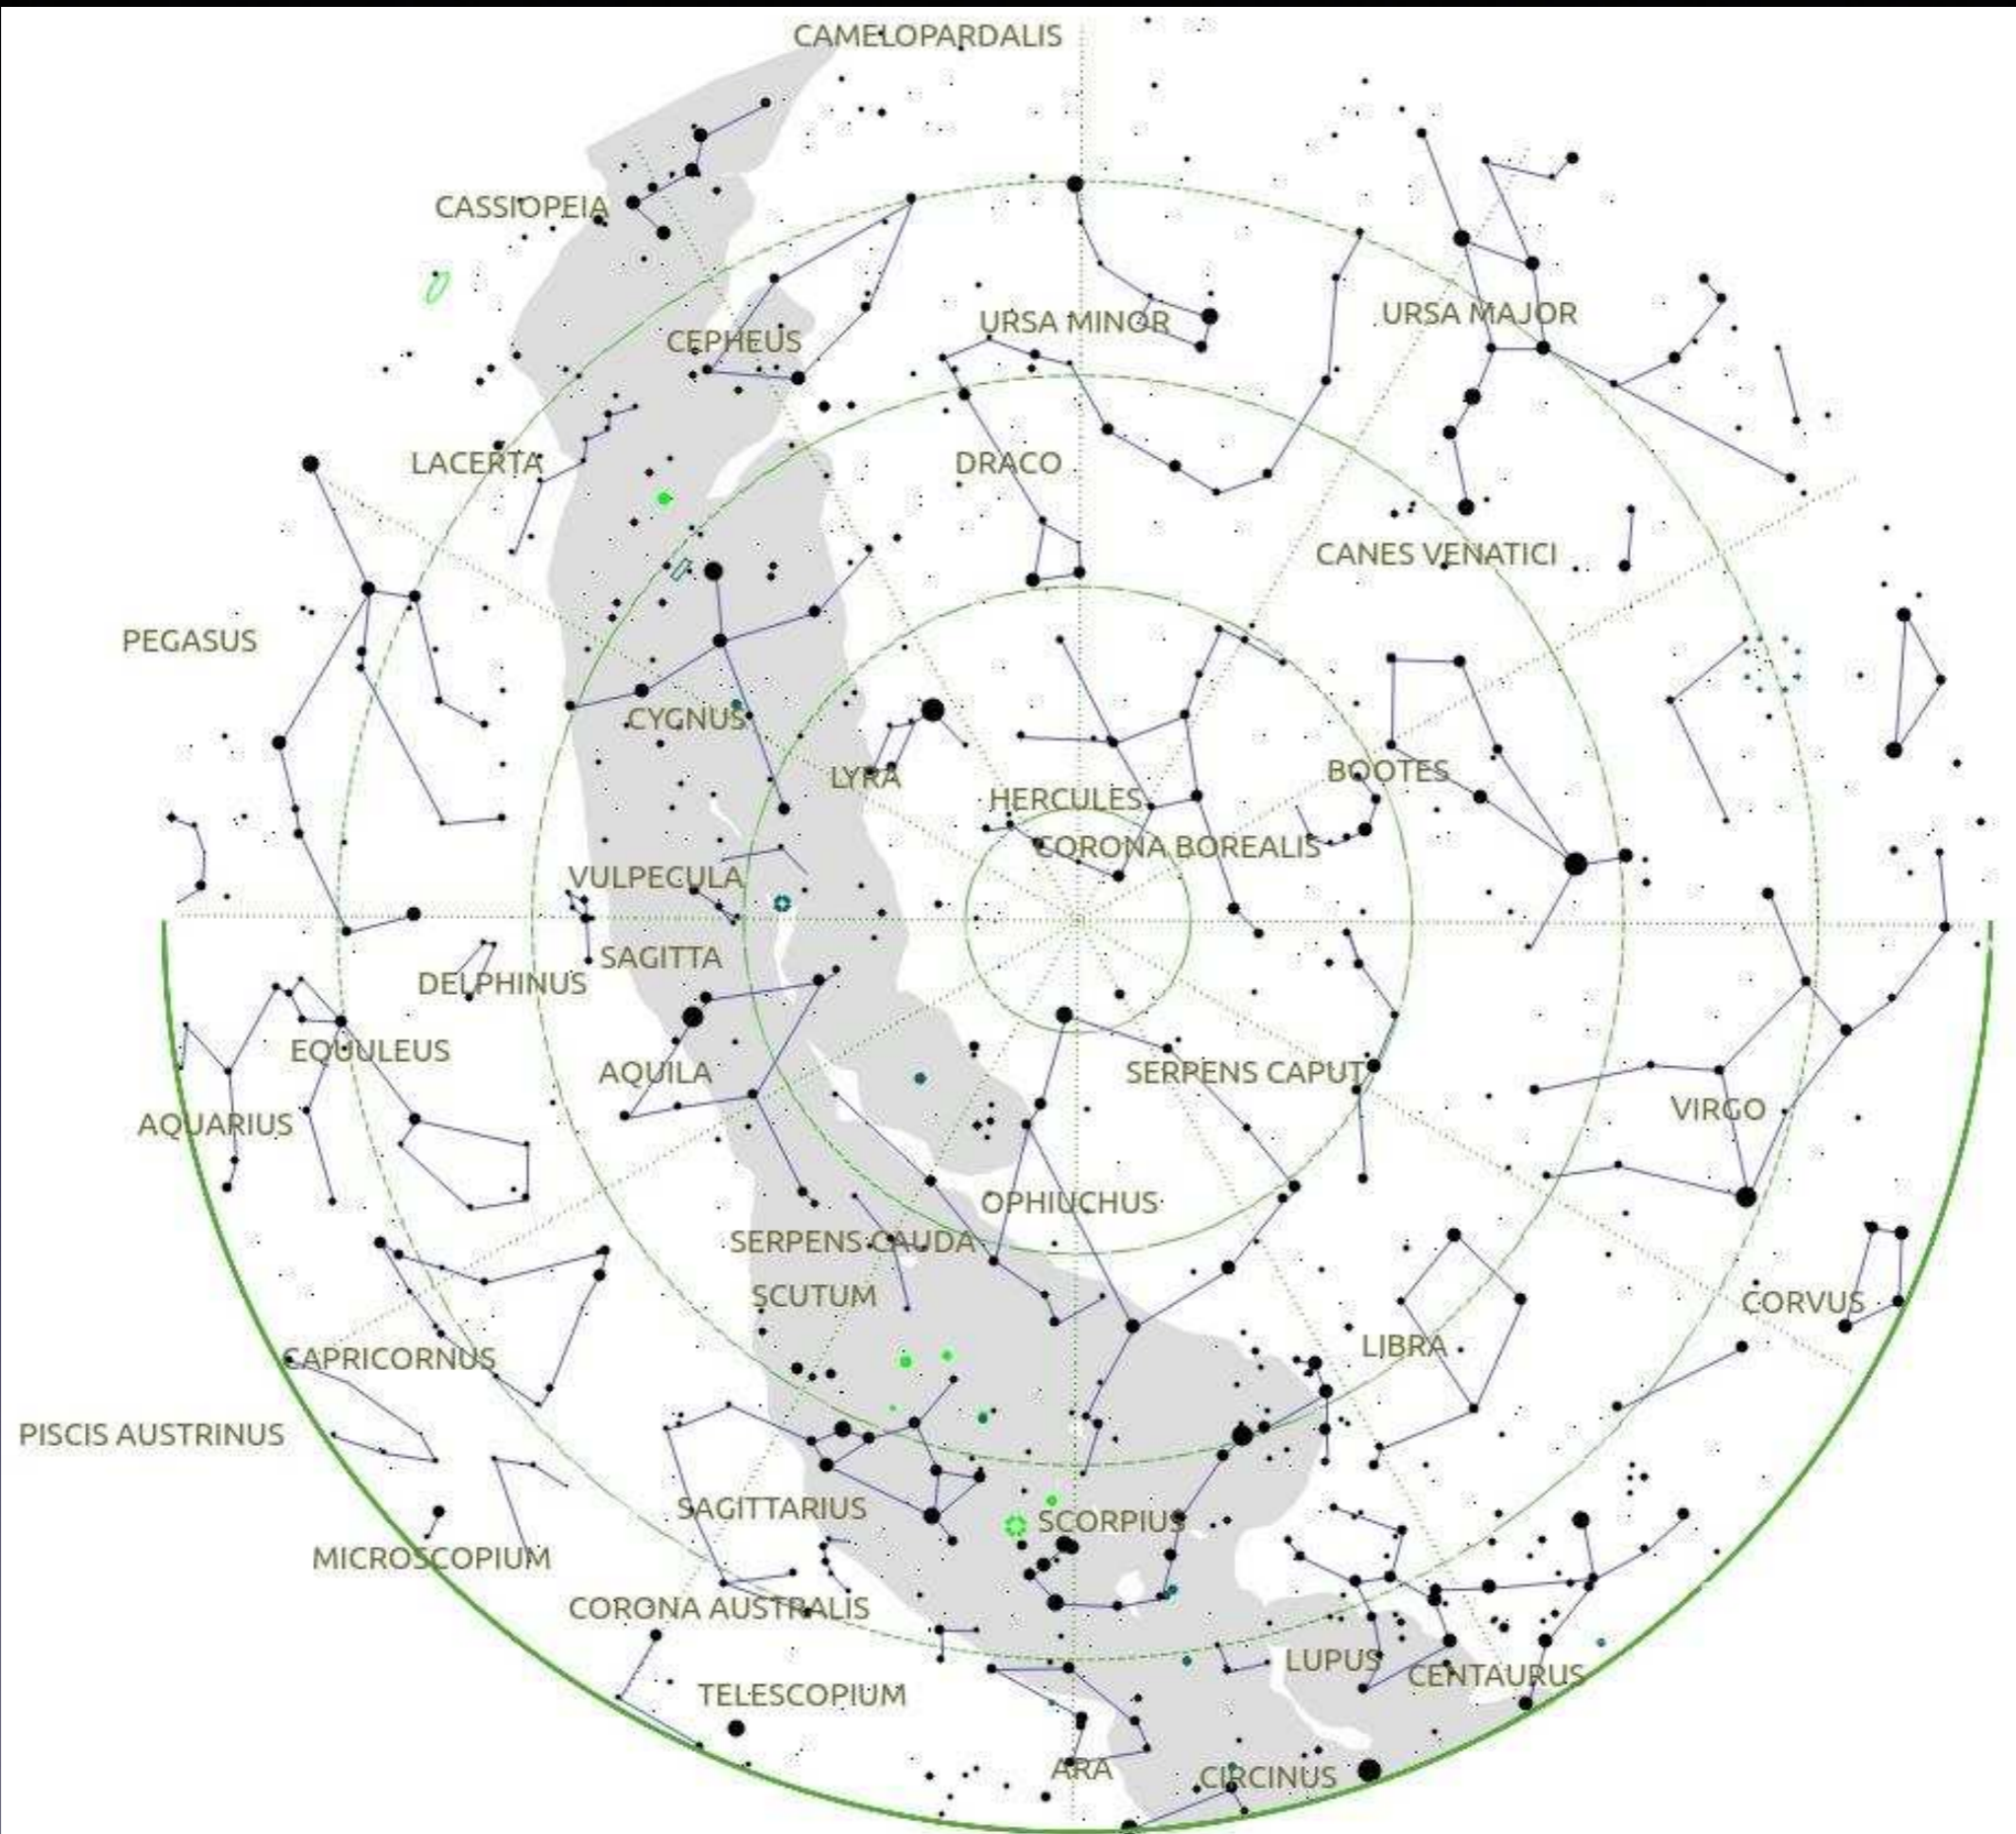 CAMELOPARDALIS
CASSIOPEIA
URSA MAJOR
URSA MINOR
CEPHEUS
LACERTA
DRACO
CANES VENATICI
PEGASUS
CYGNUS
LYRA
BOOTES
HERCULES
CORONA BOREALIS
VULPECULA
SAGITTA
DELPHINUS
EQUULEUS
AQUILA
SERPENS CAPUT
VIRGO
AQUARIUS
OPHIUCHUS
SERPENS CAUDA
SCUTUM
CORVUS
LIBRA
CAPRICORNUS
PISCIS AUSTRINUS
SAGITTARIUS
SCORPIUS
MICROSCOPIUM
CORONA AUSTRALIS
LUPUS
CENTAURUS
TELESCOPIUM
ARA
CIRCINUS